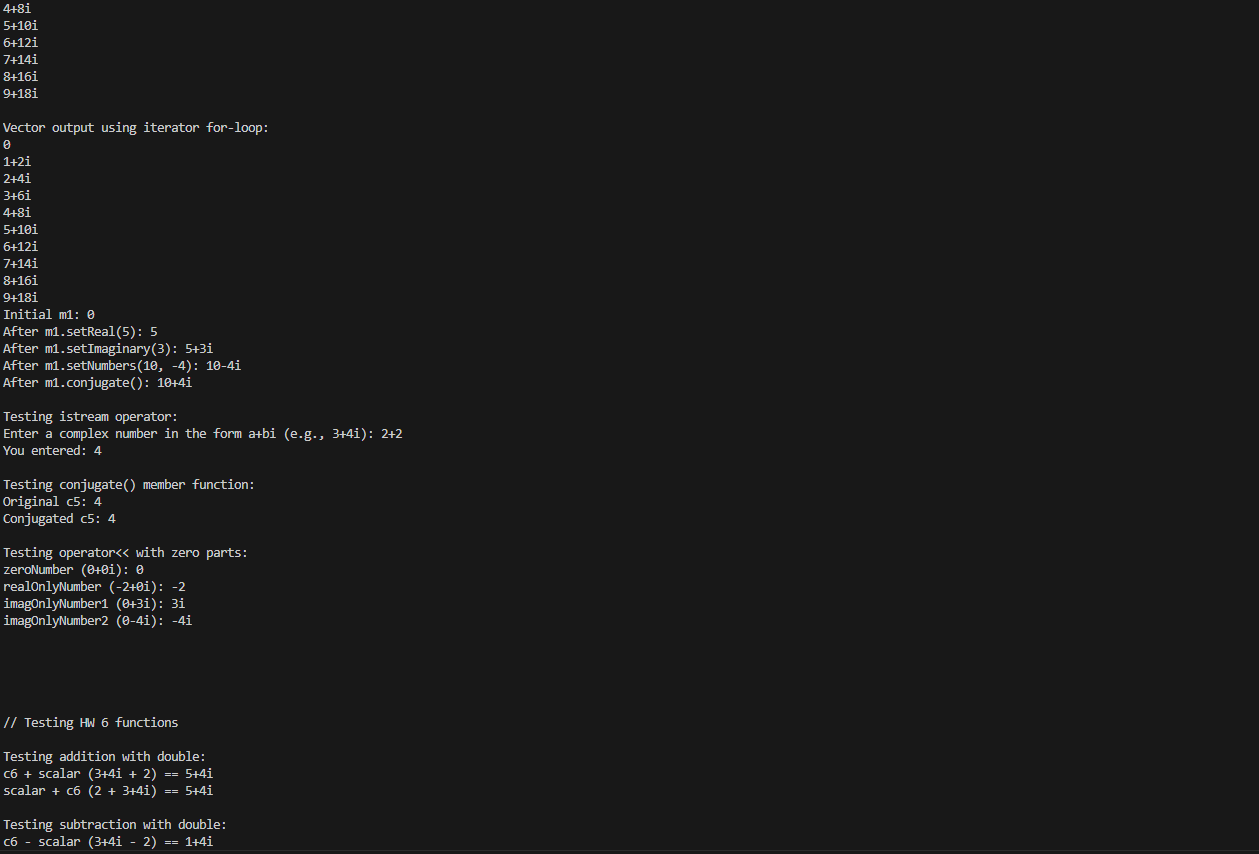 4+8i
5+10i
6+12i
7+14i
8+16i
9+18i
Vector output using iterator for-loop:
0
1+2i
2+4i
3+6i
4+8i
5+10i
6+12i
7+14i
8+16i
9+18i
Initial m1: 0
After m1.setReal(5): 5
After m1.setImaginary(3): 5+3i
After m1.setNumbers(10, -4): 10-4i
After m1.conjugate(): 10+4i
Testing istream operator:
Enter a complex number in the form a+bi (e.g., 3+4i): 2+2
You entered: 4
Testing conjugate() member function:
Original c5: 4
Conjugated c5: 4
Testing operator<< with zero parts:
zeroNumber (0+0i): 0
realOnlyNumber (-2+0i): -2
imagOnlyNumber1 (0+3i): 3i
imagOnlyNumber2 (0-4i): -4i
// Testing HW 6 functions
Testing addition with double:
c6 + scalar (3+4i + 2) == 5+4i
scalar + c6 (2 + 3+4i) == 5+4i
Testing subtraction with double:
c6 - scalar (3+4i - 2) == 1+4i